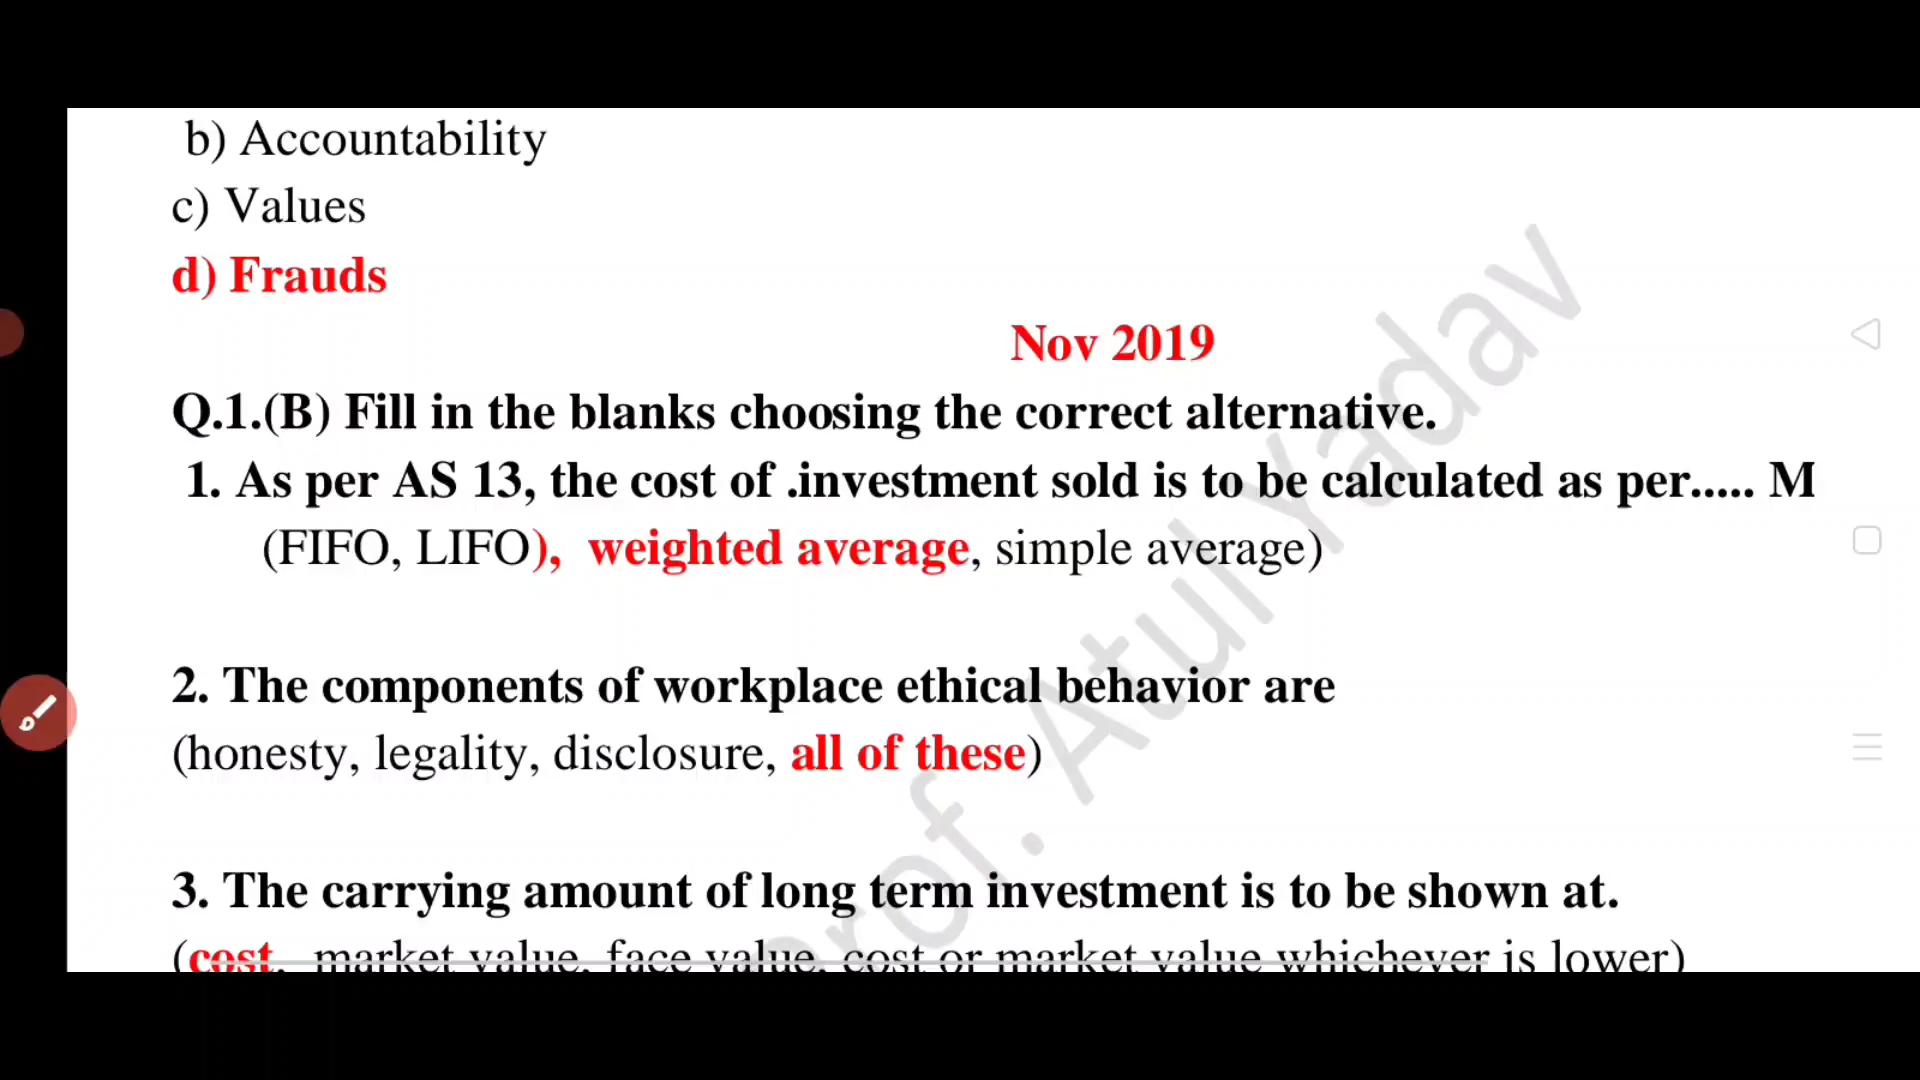 b) Accountability
c) Values
d) Frauds
Nov 2019
Q.1.(B) Fill in the blanks choosing the correct alternative.
1. As per AS 13, the cost of .investment sold is to be calculated as per..... M
(FIFO, LIFO), weighted average, simple average)
2. The components of workplace ethical behavior are
(honesty, legality, disclosure, all of these)
3. The carrying amount of long term investment is to be shown at.
(cost, market value, face value, cost or market value whichever is lower)
Prof. Atul Yadav